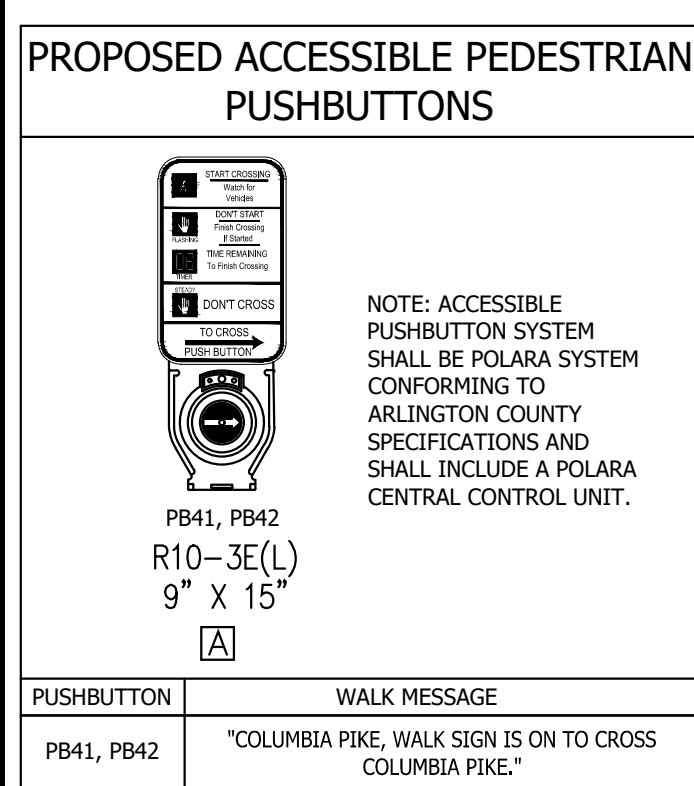 PROPOSED ACCESSIBLE PEDESTRIAN
PUSHBUTTONS
START CROSSING
Watch for
Vehicles
DON'T START
Finish Crossing
If Started
FLASHING
TIME REMAINING
To Finish Crossing
TIMER
STEADY
DON'T CROSS
TO CROSS
PUSH BUTTON
NOTE: ACCESSIBLE
PUSHBUTTON SYSTEM
SHALL BE POLARA SYSTEM
CONFORMING TO
ARLINGTON COUNTY
SPECIFICATIONS AND
SHALL INCLUDE A POLARA
CENTRAL CONTROL UNIT.
PB41, PB42
R10-3E(L)
9" X 15"
A
PUSHBUTTON WALK MESSAGE
PB41, PB42 "COLUMBIA PIKE, WALK SIGN IS ON TO CROSS
COLUMBIA PIKE."